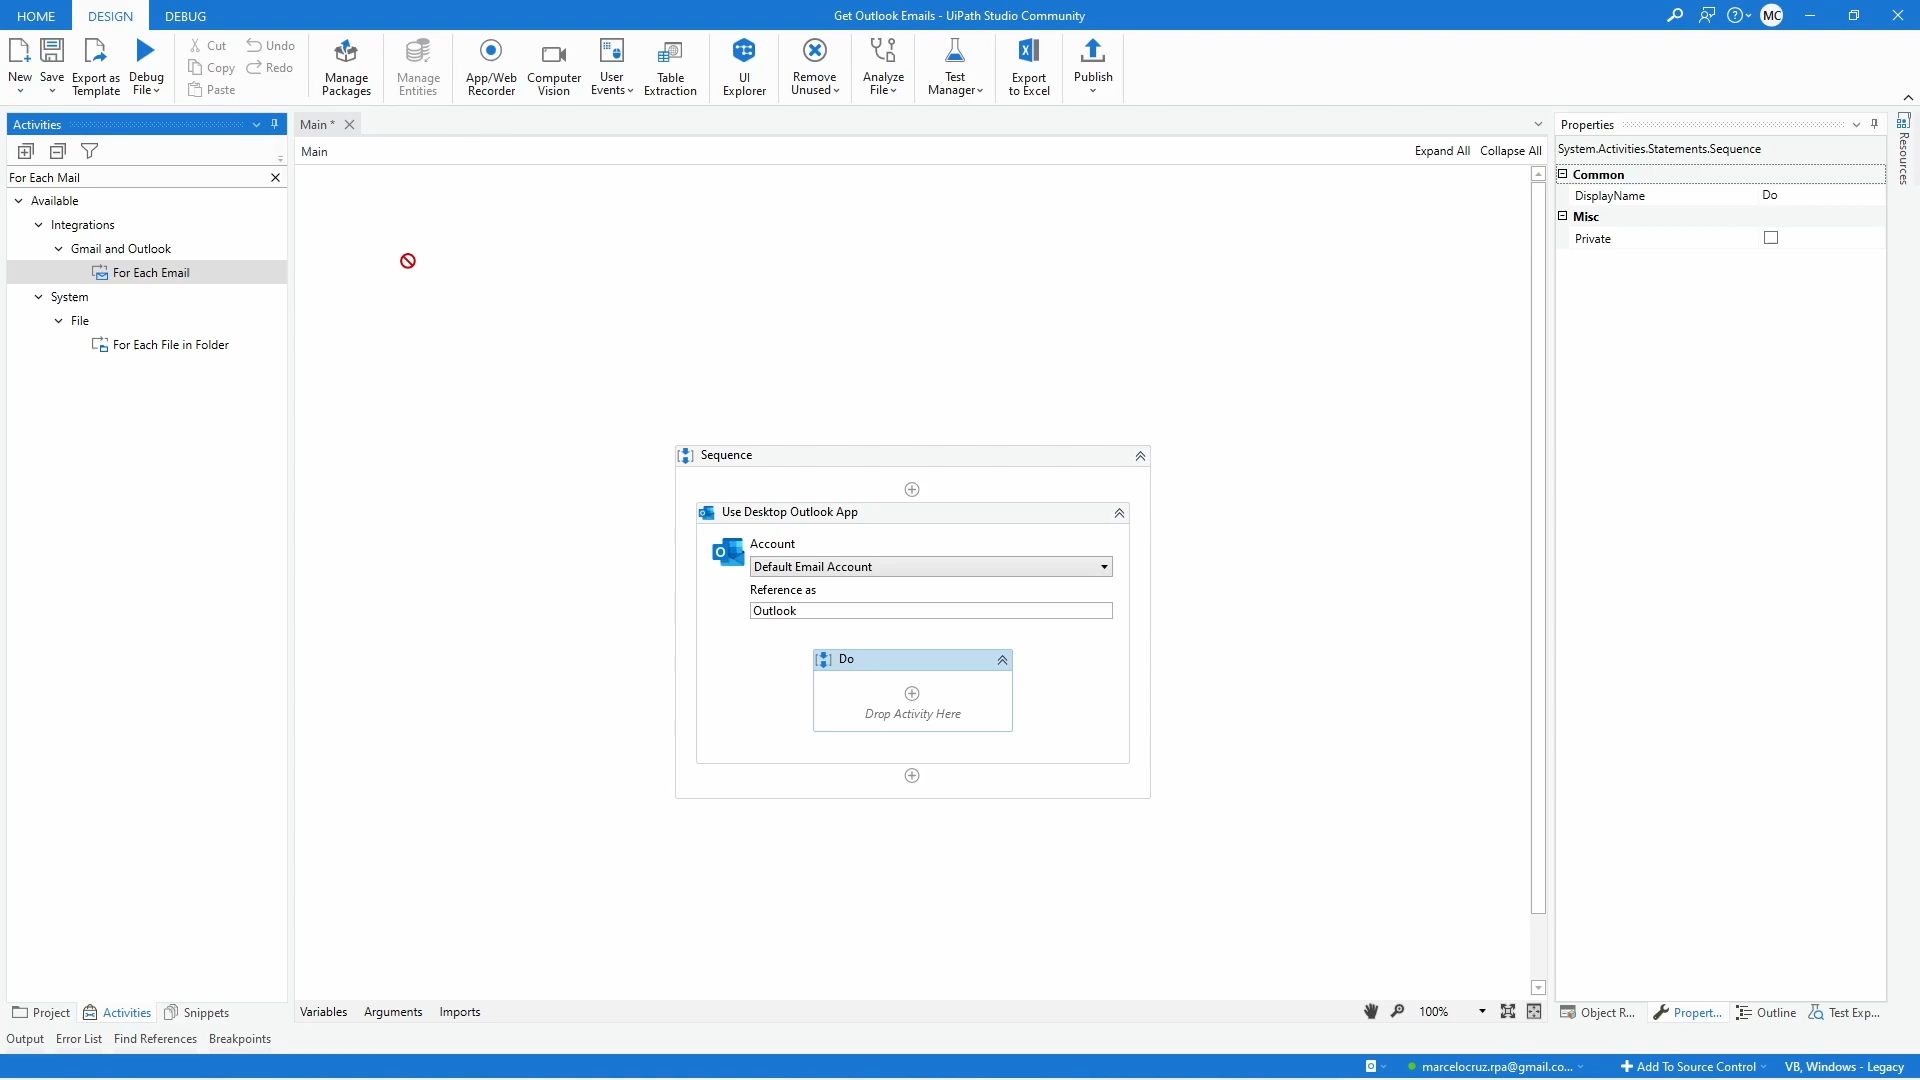 HOME DESIGN DEBUG
Get Outlook Emails - UiPath Studio Community
MC
New Save Export as Template Debug File
Cut Copy Paste Undo Redo
Manage Packages
Manage Entities
App/Web Recorder
Computer Vision
User Events
Table Extraction
UI Explorer
Remove Unused
Analyze File
Test Manager
Export to Excel
Publish
Activities
For Each Mail
Available
Integrations
Gmail and Outlook
For Each Email
System
File
For Each File in Folder
Main *
Main
Expand All Collapse All
Sequence
Use Desktop Outlook App
Account
Default Email Account
Reference as
Outlook
Do
Drop Activity Here
Properties
System.Activities.Statements.Sequence
Common
DisplayName Do
Misc
Private
Resources
Project Activities Snippets
Variables Arguments Imports
100%
Object R... Propert... Outline Test Exp...
Output Error List Find References Breakpoints
marcelocruz.rpa@gmail.co... Add To Source Control VB, Windows - Legacy